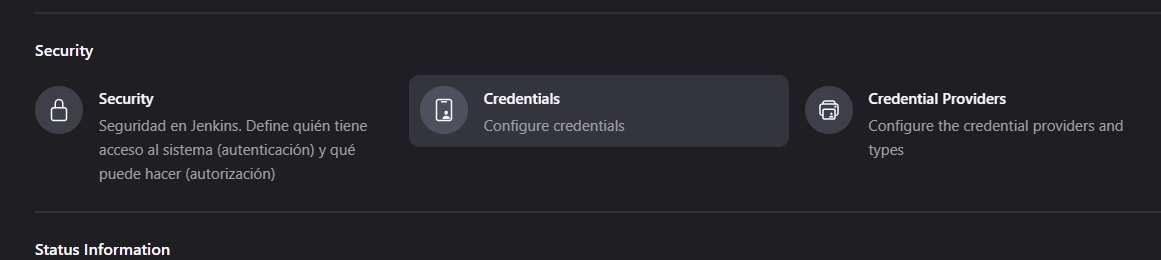 Security
Security
Seguridad en Jenkins. Define quién tiene
acceso al sistema (autenticación) y qué
puede hacer (autorización)
Credentials
Configure credentials
Credential Providers
Configure the credential providers and
types
Status Information